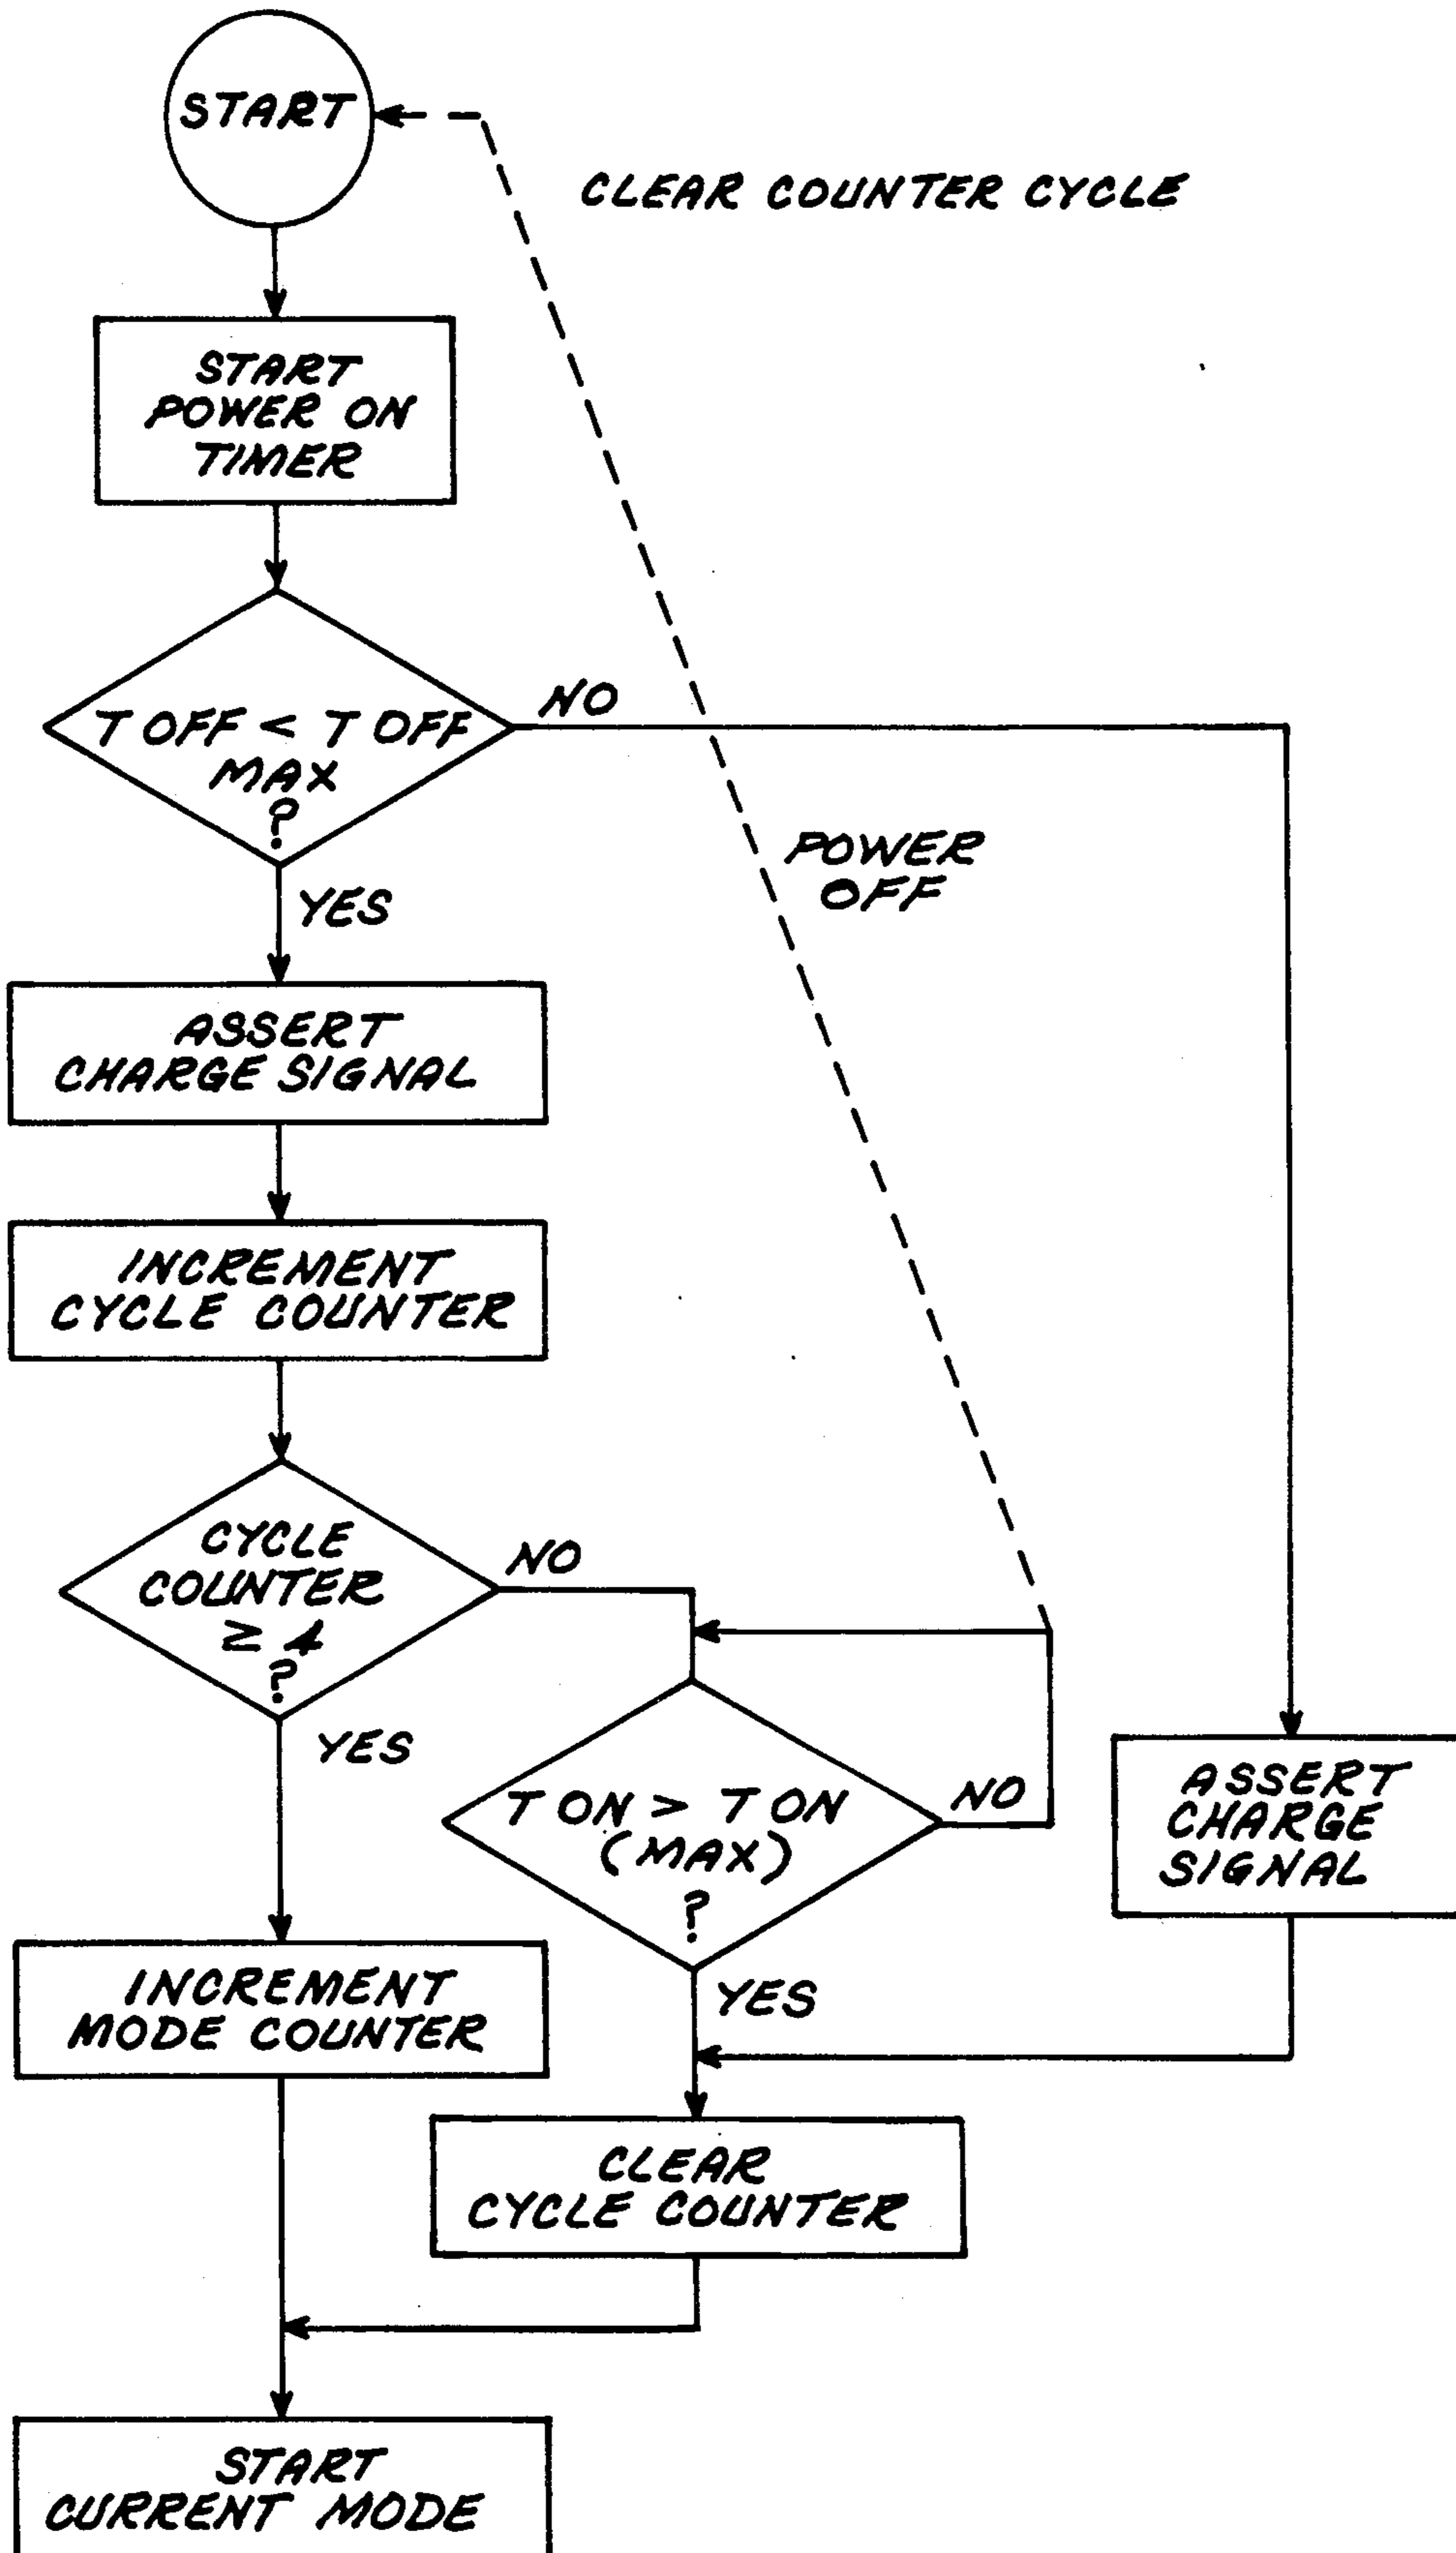 START
CLEAR COUNTER CYCLE
START
POWER ON
TIMER
T OFF < T OFF
MAX
?
NO
YES
POWER
OFF
ASSERT
CHARGE SIGNAL
INCREMENT
CYCLE COUNTER
CYCLE
COUNTER
≥ 4
?
NO
YES
T ON > T ON
(MAX)
?
NO
YES
ASSERT
CHARGE
SIGNAL
INCREMENT
MODE COUNTER
CLEAR
CYCLE COUNTER
START
CURRENT MODE